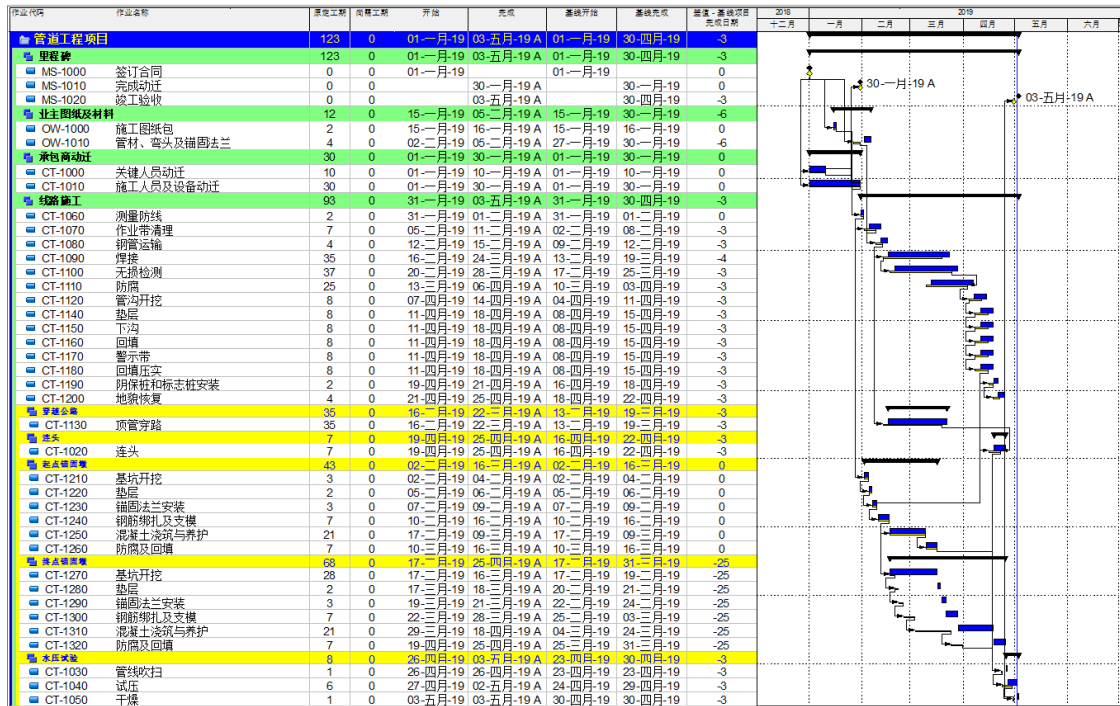 作业代码 作业名称 原定工期 尚需工期 开始 完成 基线开始 基线完成 差值 - 基线项目完成日期 2018 2019
十二月 一月 二月 三月 四月 五月 六月
管道工程项目 123 0 01-一月-19 03-五月-19 A 01-一月-19 30-四月-19 -3
里程碑 123 0 01-一月-19 03-五月-19 A 01-一月-19 30-四月-19 -3
MS-1000 签订合同 0 0 01-一月-19 01-一月-19 0
MS-1010 完成动迁 0 0 30-一月-19 A 30-一月-19 0 30-一月-19 A
MS-1020 竣工验收 0 0 03-五月-19 A 30-四月-19 -3 03-五月-19 A
业主图纸及材料 12 0 15-一月-19 05-二月-19 A 15-一月-19 30-一月-19 -6
OW-1000 施工图纸包 2 0 15-一月-19 16-一月-19 A 15-一月-19 16-一月-19 0
OW-1010 管材、弯头及锚固法兰 4 0 02-二月-19 05-二月-19 A 27-一月-19 30-一月-19 -6
承包商动迁 30 0 01-一月-19 30-一月-19 A 01-一月-19 30-一月-19 0
CT-1000 关键人员动迁 10 0 01-一月-19 10-一月-19 A 01-一月-19 10-一月-19 0
CT-1010 施工人员及设备动迁 30 0 01-一月-19 30-一月-19 A 01-一月-19 30-一月-19 0
线路施工 93 0 31-一月-19 03-五月-19 A 31-一月-19 30-四月-19 -3
CT-1060 测量防线 2 0 31-一月-19 01-二月-19 A 31-一月-19 01-二月-19 0
CT-1070 作业带清理 7 0 05-二月-19 11-二月-19 A 02-二月-19 08-二月-19 -3
CT-1080 钢管运输 4 0 12-二月-19 15-二月-19 A 09-二月-19 12-二月-19 -3
CT-1090 焊接 35 0 16-二月-19 24-三月-19 A 13-二月-19 19-三月-19 -4
CT-1100 无损检测 37 0 20-二月-19 28-三月-19 A 17-二月-19 25-三月-19 -3
CT-1110 防腐 25 0 13-三月-19 06-四月-19 A 10-三月-19 03-四月-19 -3
CT-1120 管沟开挖 8 0 07-四月-19 14-四月-19 A 04-四月-19 11-四月-19 -3
CT-1140 垫层 8 0 11-四月-19 18-四月-19 A 08-四月-19 15-四月-19 -3
CT-1150 下沟 8 0 11-四月-19 18-四月-19 A 08-四月-19 15-四月-19 -3
CT-1160 回填 8 0 11-四月-19 18-四月-19 A 08-四月-19 15-四月-19 -3
CT-1170 警示带 8 0 11-四月-19 18-四月-19 A 08-四月-19 15-四月-19 -3
CT-1180 回填压实 8 0 11-四月-19 18-四月-19 A 08-四月-19 15-四月-19 -3
CT-1190 阴保桩和标志桩安装 2 0 19-四月-19 21-四月-19 A 16-四月-19 18-四月-19 -3
CT-1200 地貌恢复 4 0 21-四月-19 25-四月-19 A 18-四月-19 22-四月-19 -3
穿越公路 35 0 16-二月-19 22-三月-19 A 13-二月-19 19-三月-19 -3
CT-1130 顶管穿路 35 0 16-二月-19 22-三月-19 A 13-二月-19 19-三月-19 -3
连头 7 0 19-四月-19 25-四月-19 A 16-四月-19 22-四月-19 -3
CT-1020 连头 7 0 19-四月-19 25-四月-19 A 16-四月-19 22-四月-19 -3
起点锚固墩 43 0 02-二月-19 16-三月-19 A 02-二月-19 16-三月-19 0
CT-1210 基坑开挖 3 0 02-二月-19 04-二月-19 A 02-二月-19 04-二月-19 0
CT-1220 垫层 2 0 05-二月-19 06-二月-19 A 05-二月-19 06-二月-19 0
CT-1230 锚固法兰安装 3 0 07-二月-19 09-二月-19 A 07-二月-19 09-二月-19 0
CT-1240 钢筋绑扎及支模 7 0 10-二月-19 16-二月-19 A 10-二月-19 16-二月-19 0
CT-1250 混凝土浇筑与养护 21 0 17-二月-19 09-三月-19 A 17-二月-19 09-三月-19 0
CT-1260 防腐及回填 7 0 10-三月-19 16-三月-19 A 10-三月-19 16-三月-19 0
终点锚固墩 68 0 17-二月-19 25-四月-19 A 17-二月-19 31-三月-19 -25
CT-1270 基坑开挖 28 0 17-二月-19 16-三月-19 A 17-二月-19 19-二月-19 -25
CT-1280 垫层 2 0 17-三月-19 18-三月-19 A 20-二月-19 21-二月-19 -25
CT-1290 锚固法兰安装 3 0 19-三月-19 21-三月-19 A 22-二月-19 24-二月-19 -25
CT-1300 钢筋绑扎及支模 7 0 22-三月-19 28-三月-19 A 25-二月-19 03-三月-19 -25
CT-1310 混凝土浇筑与养护 21 0 29-三月-19 18-四月-19 A 04-三月-19 24-三月-19 -25
CT-1320 防腐及回填 7 0 19-四月-19 25-四月-19 A 25-三月-19 31-三月-19 -25
水压试验 8 0 26-四月-19 03-五月-19 A 23-四月-19 30-四月-19 -3
CT-1030 管线吹扫 1 0 26-四月-19 26-四月-19 A 23-四月-19 23-四月-19 -3
CT-1040 试压 6 0 27-四月-19 02-五月-19 A 24-四月-19 29-四月-19 -3
CT-1050 干燥 1 0 03-五月-19 03-五月-19 A 30-四月-19 30-四月-19 -3